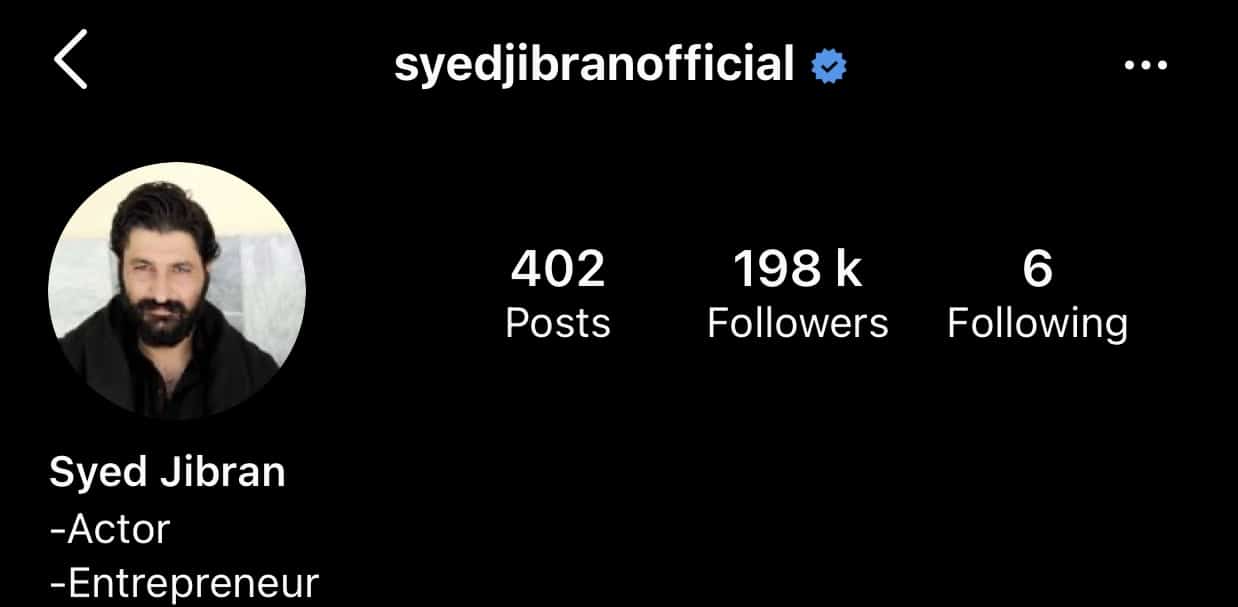 syedjibranofficial
402 198 k 6
Posts Followers Following
Syed Jibran
-Actor
-Entrepreneur